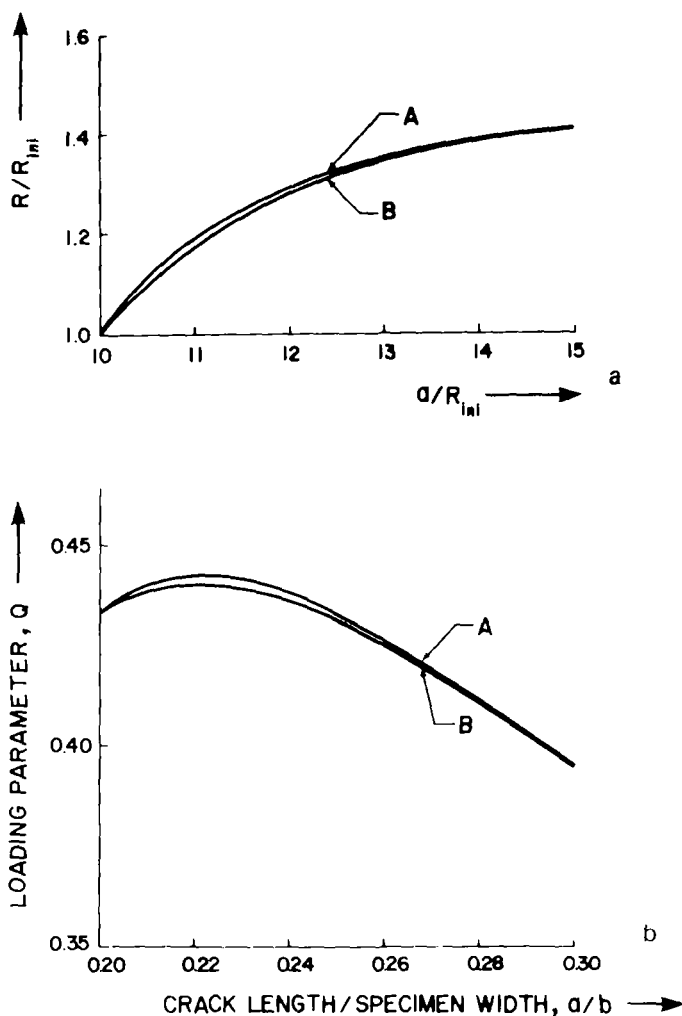 1.6
1.4
1.2
1.0
R/R_ini
A
B
10 11 12 13 14 15
a/R_ini
a
0.45
0.40
0.35
LOADING PARAMETER, Q
A
B
0.20 0.22 0.24 0.26 0.28 0.30
CRACK LENGTH/SPECIMEN WIDTH, a/b
b